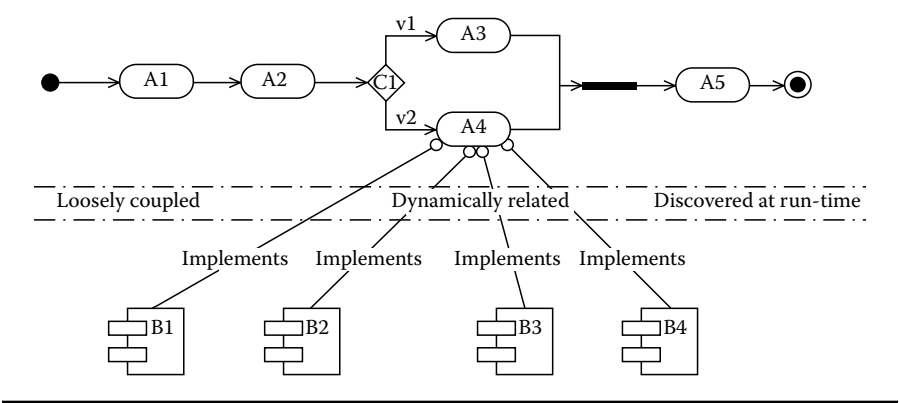 v1
A3
A1
A2
C1
A5
v2
A4
Loosely coupled
Dynamically related
Discovered at run-time
Implements
Implements
Implements
Implements
B1
B2
B3
B4